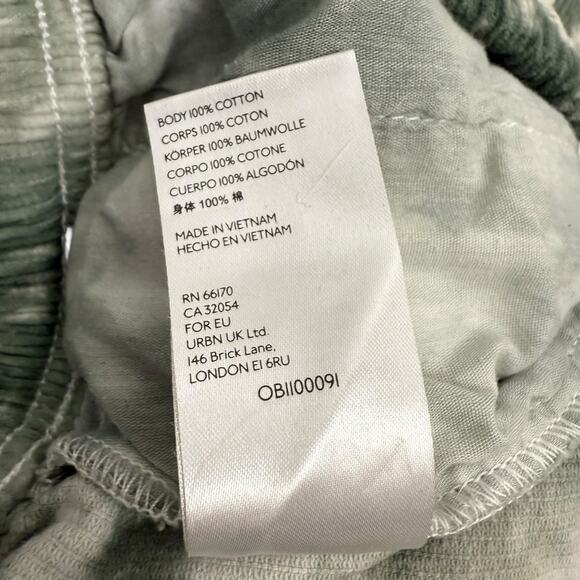 BODY 100% COTTON
CORPS 100% COTON
KÖRPER 100% BAUMWOLLE
CORPO 100% COTONE
CUERPO 100% ALGODÓN
身体 100% 棉
MADE IN VIETNAM
HECHO EN VIETNAM
RN 66170
CA 32054
FOR EU
URBN UK Ltd.
146 Brick Lane,
LONDON E1 6RU
OB1100091